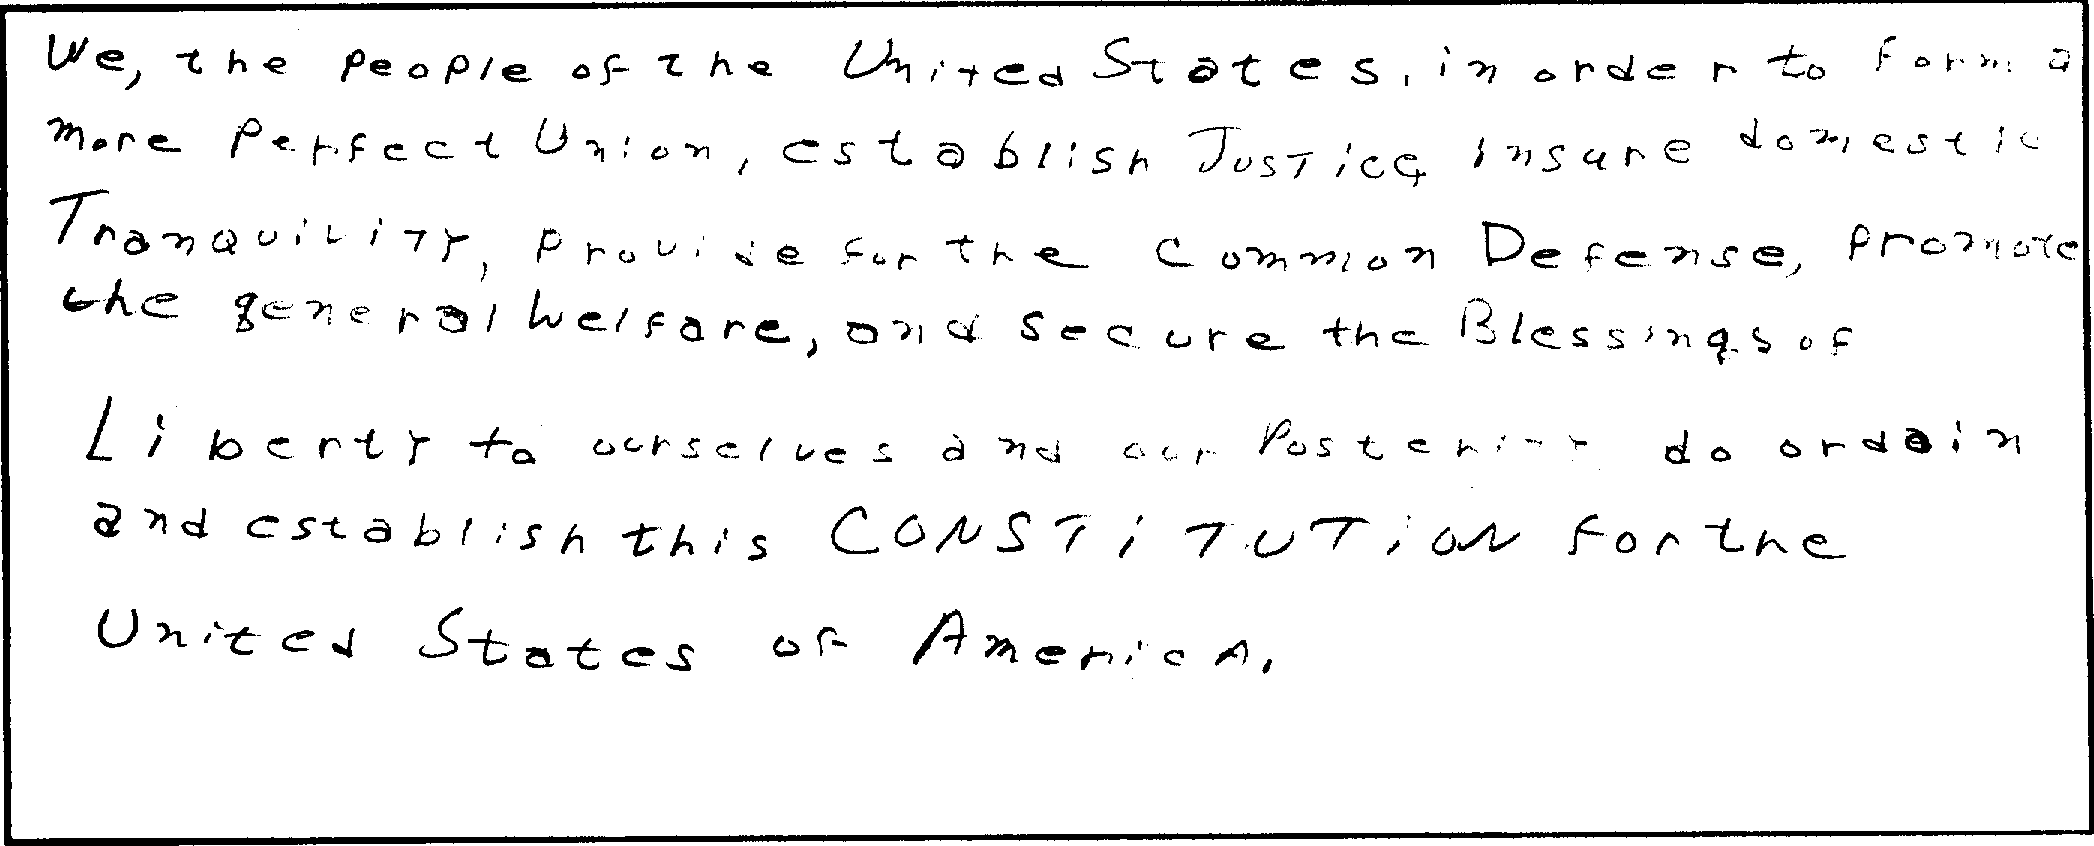 We, the people of the United States, in order to form a
more Perfect Union, establish Justice, insure domestic
Tranquility, provide for the Common Defense, promote
the general Welfare, and secure the Blessings of
Liberty to ourselves and our Posterity do ordain
and establish this CONSTITUTION for the
United States of America.